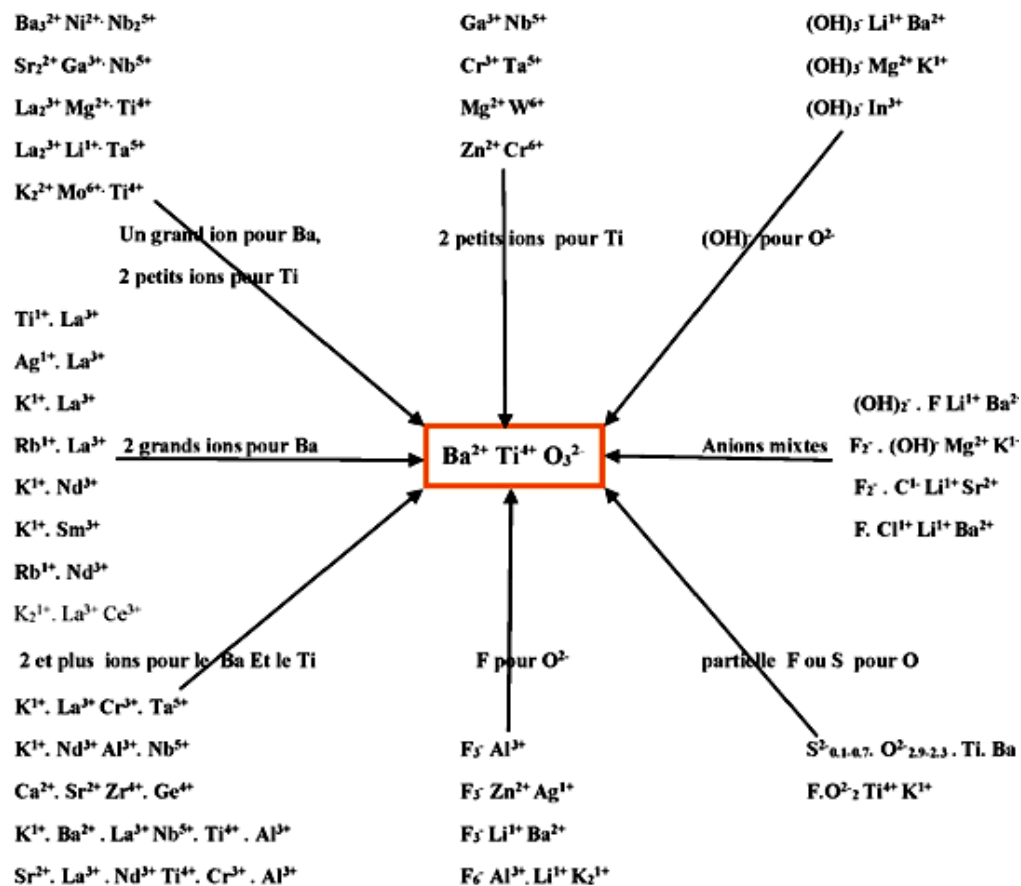 Ba₃²⁺ Ni²⁺· Nb₂⁵⁺
Sr₂²⁺ Ga³⁺· Nb⁵⁺
La₂³⁺ Mg²⁺· Ti⁴⁺
La₂³⁺ Li¹⁺· Ta⁵⁺
K₂²⁺ Mo⁶⁺· Ti⁴⁺
Un grand ion pour Ba,
2 petits ions pour Ti
Ga³⁺ Nb⁵⁺
Cr³⁺ Ta⁵⁺
Mg²⁺ W⁶⁺
Zn²⁺ Cr⁶⁺
2 petits ions pour Ti
(OH)₃⁻ Li¹⁺ Ba²⁺
(OH)₃⁻ Mg²⁺ K¹⁺
(OH)₃⁻ In³⁺
(OH)⁻ pour O²⁻
Ti¹⁺. La³⁺
Ag¹⁺. La³⁺
K¹⁺. La³⁺
Rb¹⁺. La³⁺
K¹⁺. Nd³⁺
K¹⁺. Sm³⁺
Rb¹⁺. Nd³⁺
K₂¹⁺. La³⁺ Ce³⁺
2 grands ions pour Ba
Ba²⁺ Ti⁴⁺ O₃²⁻
Anions mixtes
(OH)₂⁻ . F Li¹⁺ Ba²⁻
F₂⁻ . (OH)⁻ Mg²⁺ K¹⁻
F₂⁻ . C¹⁻ Li¹⁺ Sr²⁺
F. Cl¹⁺ Li¹⁺ Ba²⁺
2 et plus ions pour le Ba Et le Ti
K¹⁺. La³⁺ Cr³⁺. Ta⁵⁺
K¹⁺. Nd³⁺ Al³⁺. Nb⁵⁺
Ca²⁺. Sr²⁺ Zr⁴⁺. Ge⁴⁺
K¹⁺. Ba²⁺ . La³⁺ Nb⁵⁺. Ti⁴⁺ . Al³⁺
Sr²⁺. La³⁺ . Nd³⁺ Ti⁴⁺. Cr³⁺ . Al³⁺
F pour O²⁻
F₃⁻ Al³⁺
F₃⁻ Zn²⁺ Ag¹⁺
F₃⁻ Li¹⁺ Ba²⁺
F₆⁻ Al³⁺. Li¹⁺ K₂¹⁺
partielle F ou S pour O
S²⁻₀.₁-₀.₇. O²⁻₂.₉-₂.₃ . Ti. Ba
F.O²⁻₂ Ti⁴⁺ K¹⁺